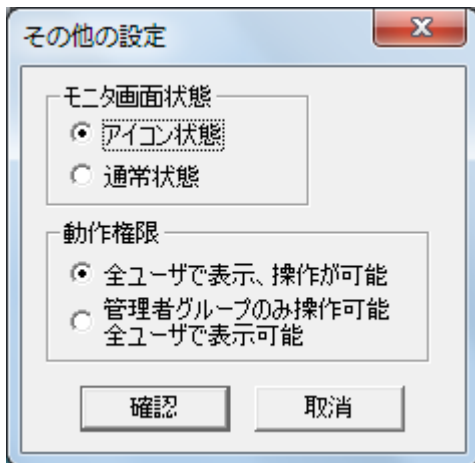 その他の設定
モニタ画面状態
アイコン状態
通常状態
動作権限
全ユーザで表示、操作が可能
管理者グループのみ操作可能
全ユーザで表示可能
確認
取消